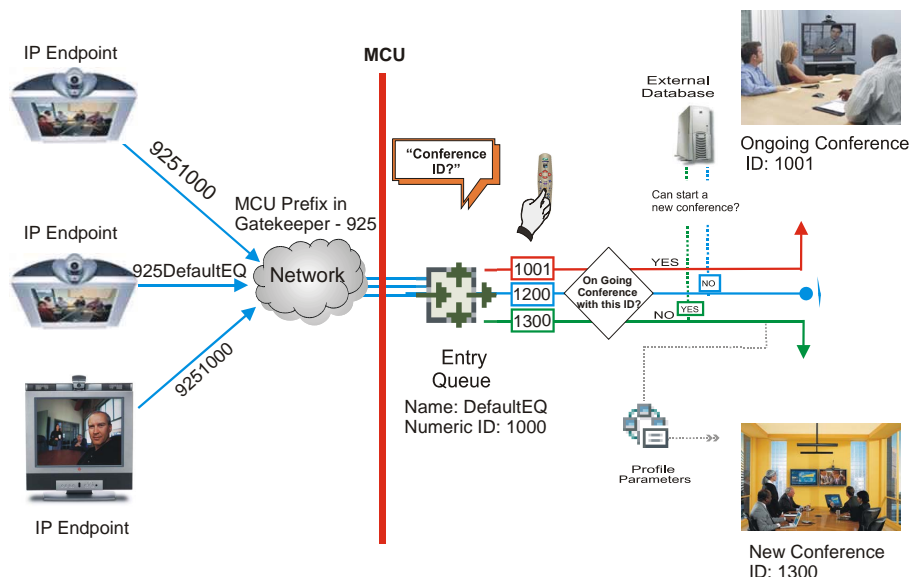 IP Endpoint
9251000
IP Endpoint
925DefaultEQ
9251000
IP Endpoint
MCU Prefix in
Gatekeeper - 925
Network
MCU
“Conference
ID?”
Entry
Queue
Name: DefaultEQ
Numeric ID: 1000
1001
1200
1300
On Going
Conference
with this ID?
YES
NO
NO
YES
External
Database
Can start a
new conference?
Profile
Parameters
Ongoing Conference
ID: 1001
New Conference
ID: 1300